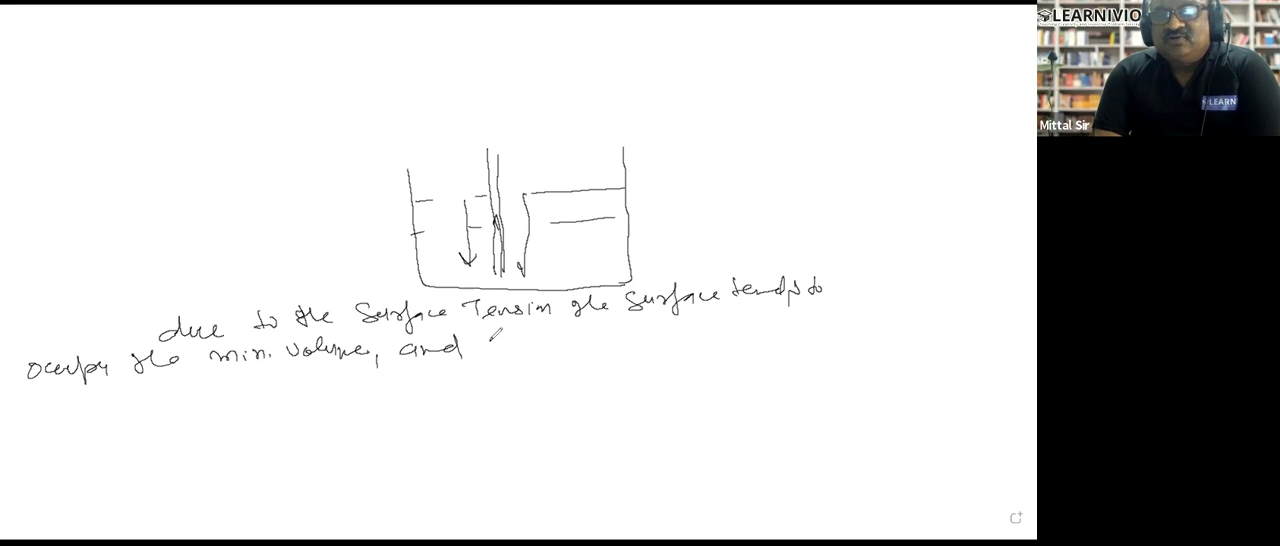 LEARNIVIO
LEARN
Mittal Sir
due to the Surface Tension the surface tends to
occupy the min. volume, and